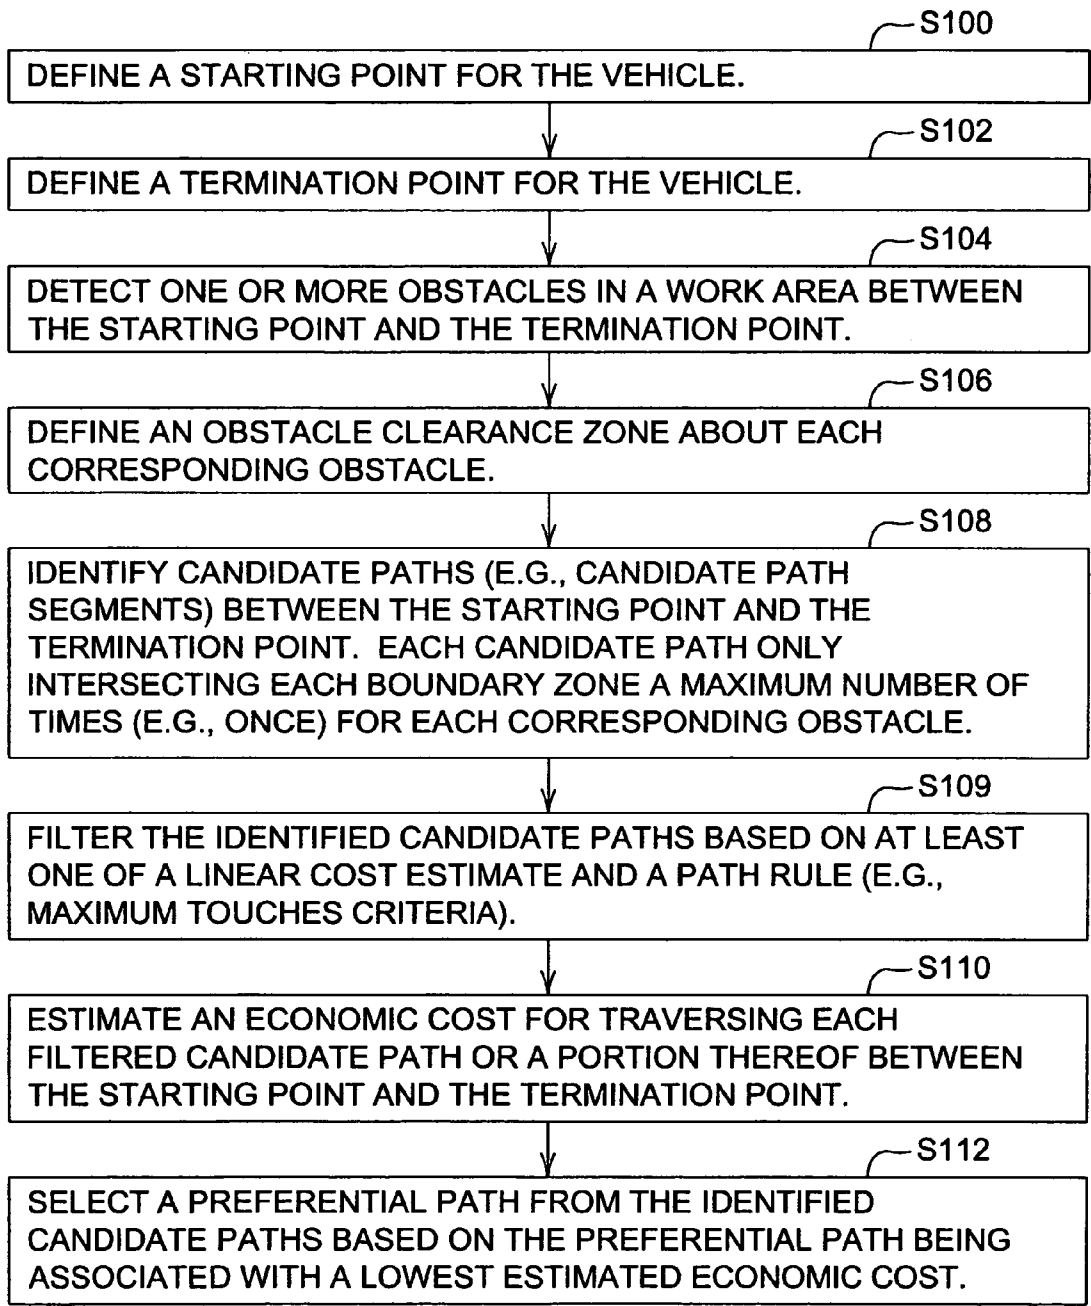 S100
DEFINE A STARTING POINT FOR THE VEHICLE.
S102
DEFINE A TERMINATION POINT FOR THE VEHICLE.
S104
DETECT ONE OR MORE OBSTACLES IN A WORK AREA BETWEEN
THE STARTING POINT AND THE TERMINATION POINT.
S106
DEFINE AN OBSTACLE CLEARANCE ZONE ABOUT EACH
CORRESPONDING OBSTACLE.
S108
IDENTIFY CANDIDATE PATHS (E.G., CANDIDATE PATH
SEGMENTS) BETWEEN THE STARTING POINT AND THE
TERMINATION POINT. EACH CANDIDATE PATH ONLY
INTERSECTING EACH BOUNDARY ZONE A MAXIMUM NUMBER OF
TIMES (E.G., ONCE) FOR EACH CORRESPONDING OBSTACLE.
S109
FILTER THE IDENTIFIED CANDIDATE PATHS BASED ON AT LEAST
ONE OF A LINEAR COST ESTIMATE AND A PATH RULE (E.G.,
MAXIMUM TOUCHES CRITERIA).
S110
ESTIMATE AN ECONOMIC COST FOR TRAVERSING EACH
FILTERED CANDIDATE PATH OR A PORTION THEREOF BETWEEN
THE STARTING POINT AND THE TERMINATION POINT.
S112
SELECT A PREFERENTIAL PATH FROM THE IDENTIFIED
CANDIDATE PATHS BASED ON THE PREFERENTIAL PATH BEING
ASSOCIATED WITH A LOWEST ESTIMATED ECONOMIC COST.